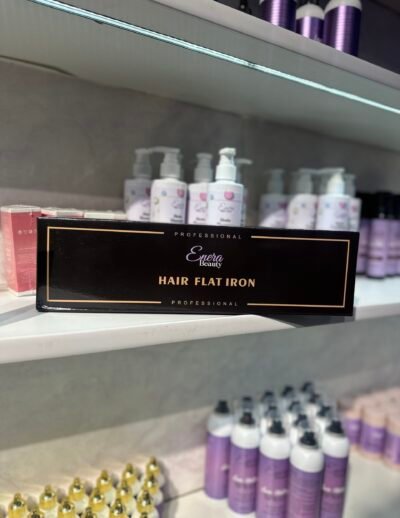 PROFESSIONAL
Enera
Beauty
HAIR FLAT IRON
PROFESSIONAL